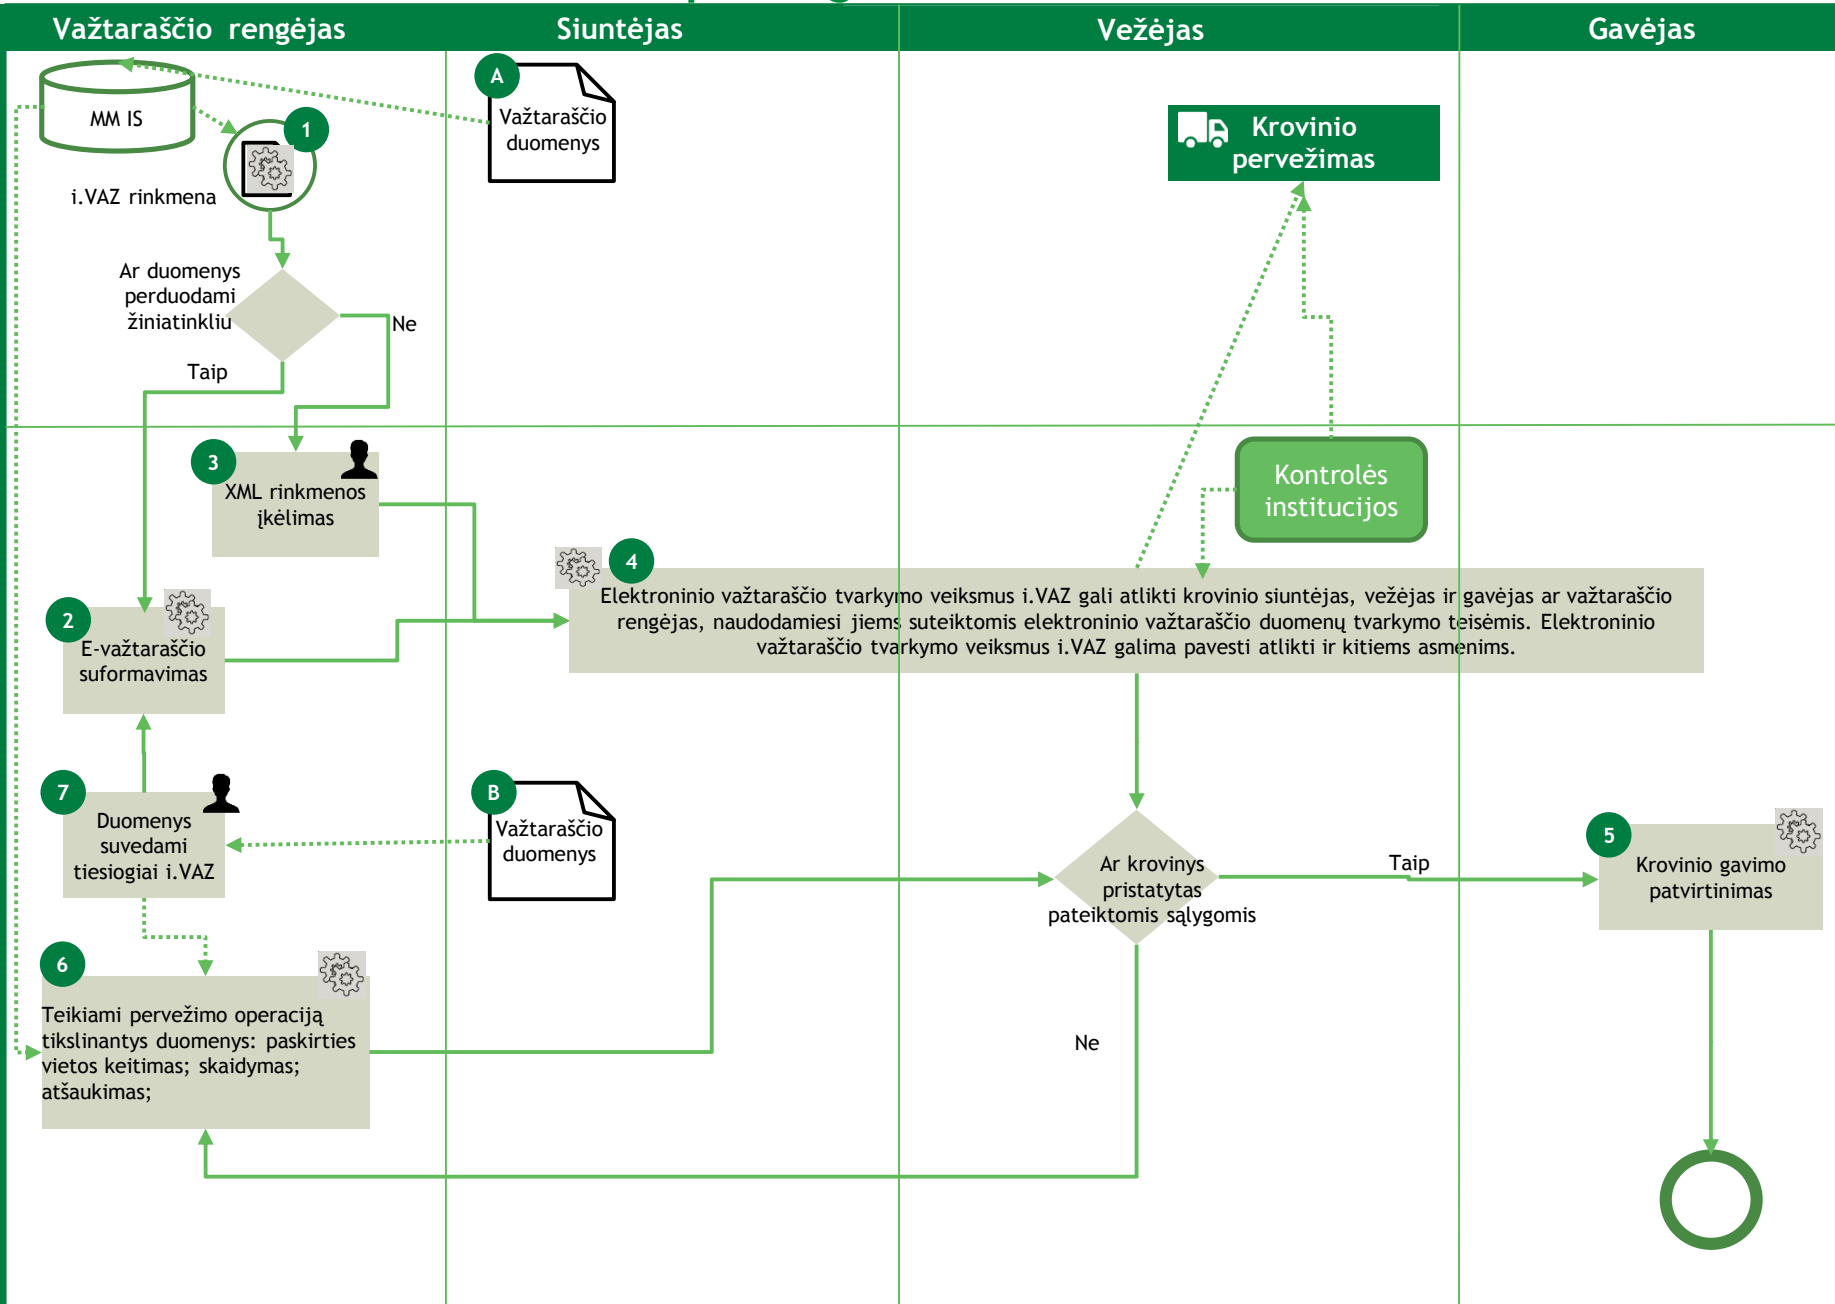 Važtaraščio rengėjas
Siuntėjas
Vežėjas
Gavėjas
MM IS
1
i.VAZ rinkmena
A
Važtaraščio
duomenys
Krovinio
pervežimas
Ar duomenys
perduodami
žiniatinkliu
Ne
Taip
3
XML rinkmenos
įkėlimas
Kontrolės
institucijos
4
Elektroninio važtaraščio tvarkymo veiksmus i.VAZ gali atlikti krovinio siuntėjas, vežėjas ir gavėjas ar važtaraščio
rengėjas, naudodamiesi jiems suteiktomis elektroninio važtaraščio duomenų tvarkymo teisėmis. Elektroninio
važtaraščio tvarkymo veiksmus i.VAZ galima pavesti atlikti ir kitiems asmenims.
2
E-važtaraščio
suformavimas
7
Duomenys
suvedami
tiesiogiai i.VAZ
B
Važtaraščio
duomenys
Ar krovinys
pristatytas
pateiktomis sąlygomis
Taip
5
Krovinio gavimo
patvirtinimas
6
Teikiami pervežimo operaciją
tikslinantys duomenys: paskirties
vietos keitimas; skaidymas;
atšaukimas;
Ne